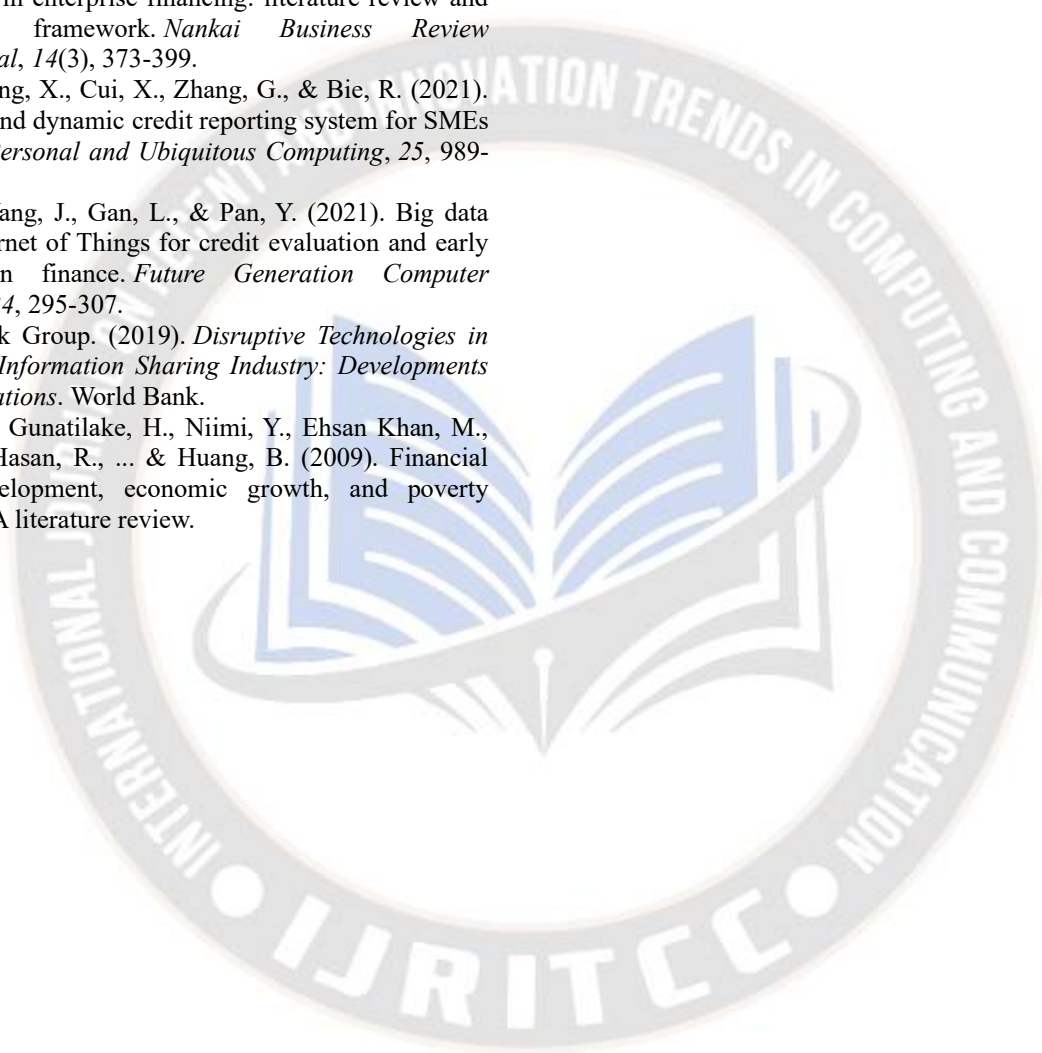 in enterprise financing: literature review and
framework. Nankai Business Review
al, 14(3), 373-399.
ng, X., Cui, X., Zhang, G., & Bie, R. (2021).
nd dynamic credit reporting system for SMEs
Personal and Ubiquitous Computing, 25, 989-
ang, J., Gan, L., & Pan, Y. (2021). Big data
rnet of Things for credit evaluation and early
n finance. Future Generation Computer
4, 295-307.
k Group. (2019). Disruptive Technologies in
Information Sharing Industry: Developments
ations. World Bank.
Gunatilake, H., Niimi, Y., Ehsan Khan, M.,
Hasan, R., ... & Huang, B. (2009). Financial
elopment, economic growth, and poverty
A literature review.
INTERNATIONAL JOURNAL ON RECENT AND INNOVATION TRENDS IN COMPUTING AND COMMUNICATION
IJRITCC